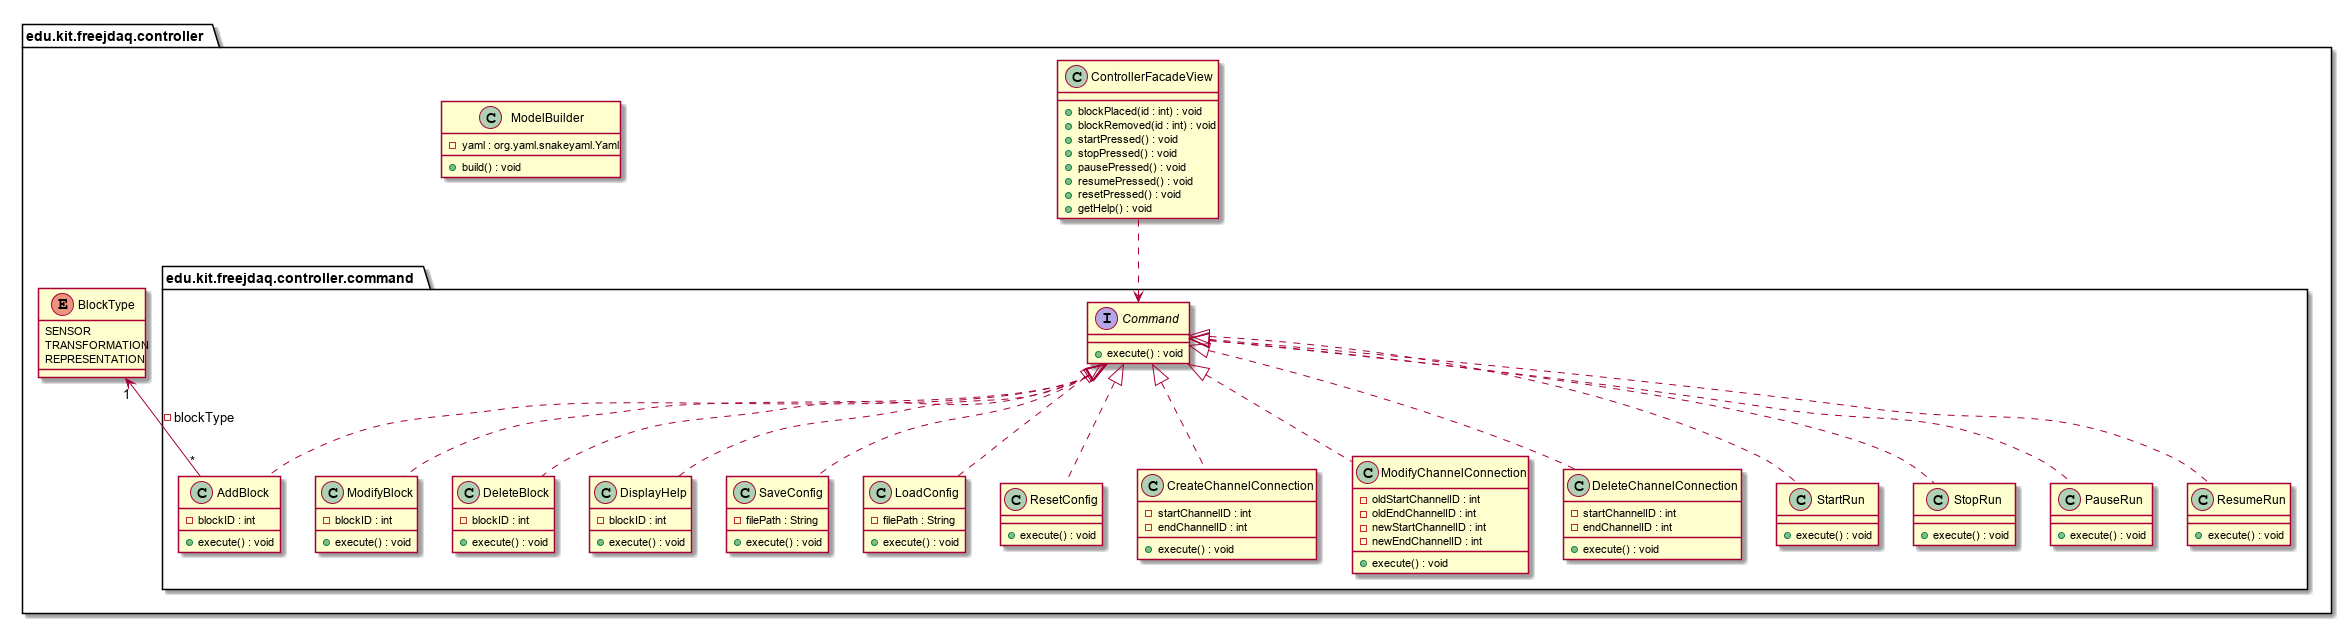 edu.kit.freejdaq.controller
C ControllerFacadeView
blockPlaced(id : int) : void
blockRemoved(id : int) : void
startPressed() : void
stopPressed() : void
pausePressed() : void
resumePressed() : void
resetPressed() : void
getHelp() : void
C ModelBuilder
yaml : org.yaml.snakeyaml.Yaml
build() : void
edu.kit.freejdaq.controller.command
E BlockType
SENSOR
TRANSFORMATION
REPRESENTATION
I Command
execute() : void
1
blockType
*
C AddBlock
blockID : int
execute() : void
C ModifyBlock
blockID : int
execute() : void
C DeleteBlock
blockID : int
execute() : void
C DisplayHelp
blockID : int
execute() : void
C SaveConfig
filePath : String
execute() : void
C LoadConfig
filePath : String
execute() : void
C ResetConfig
execute() : void
C CreateChannelConnection
startChannelID : int
endChannelID : int
execute() : void
C ModifyChannelConnection
oldStartChannelID : int
oldEndChannelID : int
newStartChannelID : int
newEndChannelID : int
execute() : void
C DeleteChannelConnection
startChannelID : int
endChannelID : int
execute() : void
C StartRun
execute() : void
C StopRun
execute() : void
C PauseRun
execute() : void
C ResumeRun
execute() : void